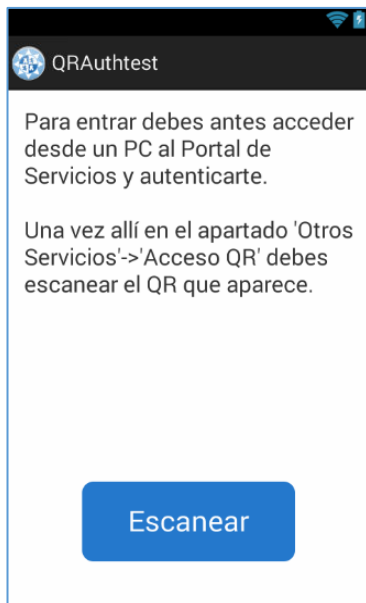 QRAuthtest
Para entrar debes antes acceder
desde un PC al Portal de
Servicios y autenticarte.
Una vez allí en el apartado 'Otros
Servicios'->'Acceso QR' debes
escanear el QR que aparece.
Escanear